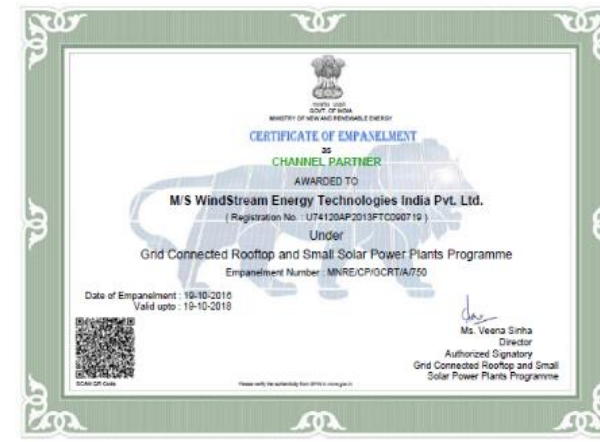 GOVT. OF INDIA
MINISTRY OF NEW AND RENEWABLE ENERGY
CERTIFICATE OF EMPANELMENT
as
CHANNEL PARTNER
AWARDED TO
M/S WindStream Energy Technologies India Pvt. Ltd.
( Registration No. : U74120AP2013FTC090719 )
Under
Grid Connected Rooftop and Small Solar Power Plants Programme
Empanelment Number : MNRE/CP/GCRT/A/750
Date of Empanelment : 19-10-2016
Valid upto : 19-10-2018
Ms. Veena Sinha
Director
Authorized Signatory
Grid Connected Rooftop and Small
Solar Power Plants Programme
SCAN QR Code